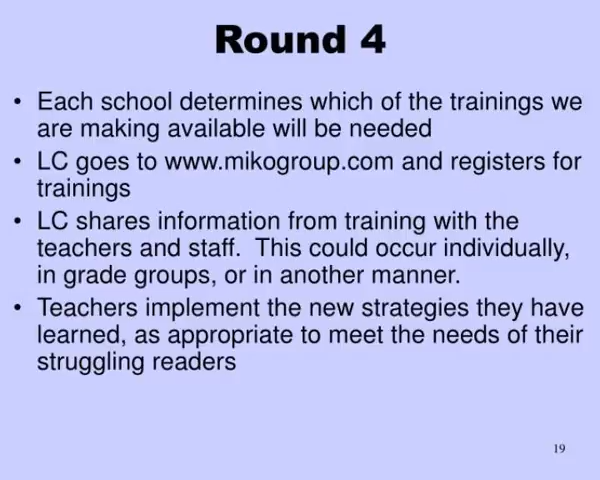 Round 4
• Each school determines which of the trainings we
are making available will be needed
• LC goes to www.mikogroup.com and registers for
trainings
• LC shares information from training with the
teachers and staff.  This could occur individually,
in grade groups, or in another manner.
• Teachers implement the new strategies they have
learned, as appropriate to meet the needs of their
struggling readers
19